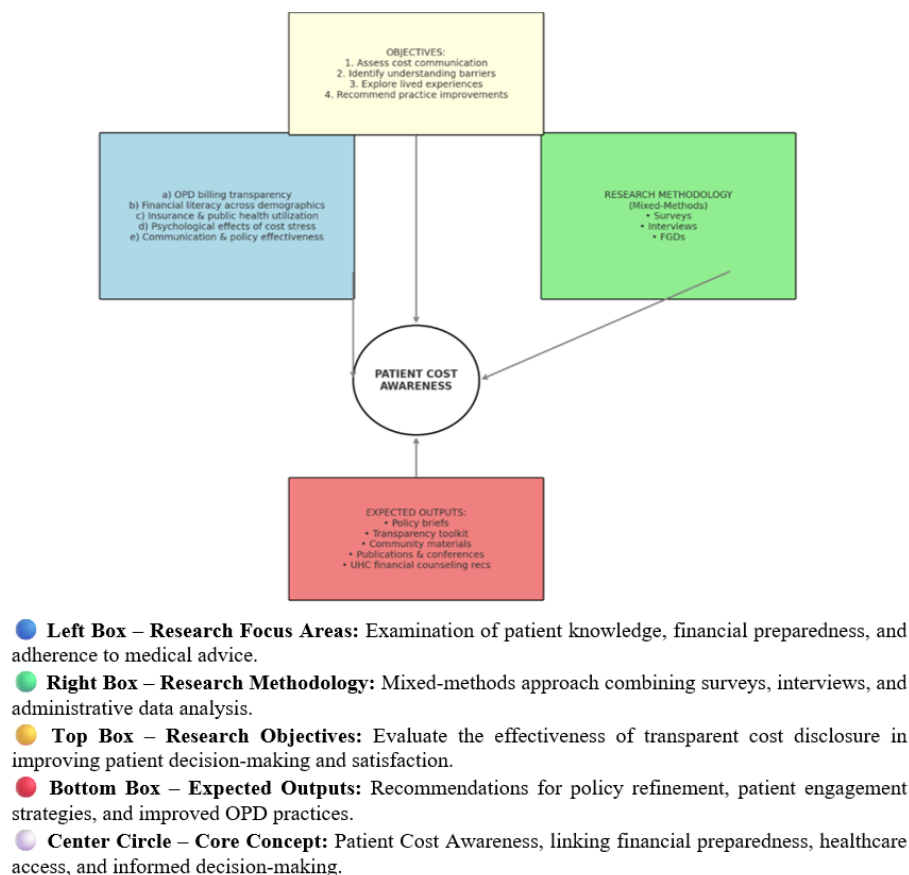 OBJECTIVES:
1. Assess cost communication
2. Identify understanding barriers
3. Explore lived experiences
4. Recommend practice improvements
a) OPD billing transparency
b) Financial literacy across demographics
c) Insurance & public health utilization
d) Psychological effects of cost stress
e) Communication & policy effectiveness
RESEARCH METHODOLOGY
(Mixed-Methods)
• Surveys
• Interviews
• FGDs
PATIENT COST
AWARENESS
EXPECTED OUTPUTS:
• Policy briefs
• Transparency toolkit
• Community materials
• Publications & conferences
• UHC financial counseling recs
Left Box – Research Focus Areas: Examination of patient knowledge, financial preparedness, and
adherence to medical advice.
Right Box – Research Methodology: Mixed-methods approach combining surveys, interviews, and
administrative data analysis.
Top Box – Research Objectives: Evaluate the effectiveness of transparent cost disclosure in
improving patient decision-making and satisfaction.
Bottom Box – Expected Outputs: Recommendations for policy refinement, patient engagement
strategies, and improved OPD practices.
Center Circle – Core Concept: Patient Cost Awareness, linking financial preparedness, healthcare
access, and informed decision-making.